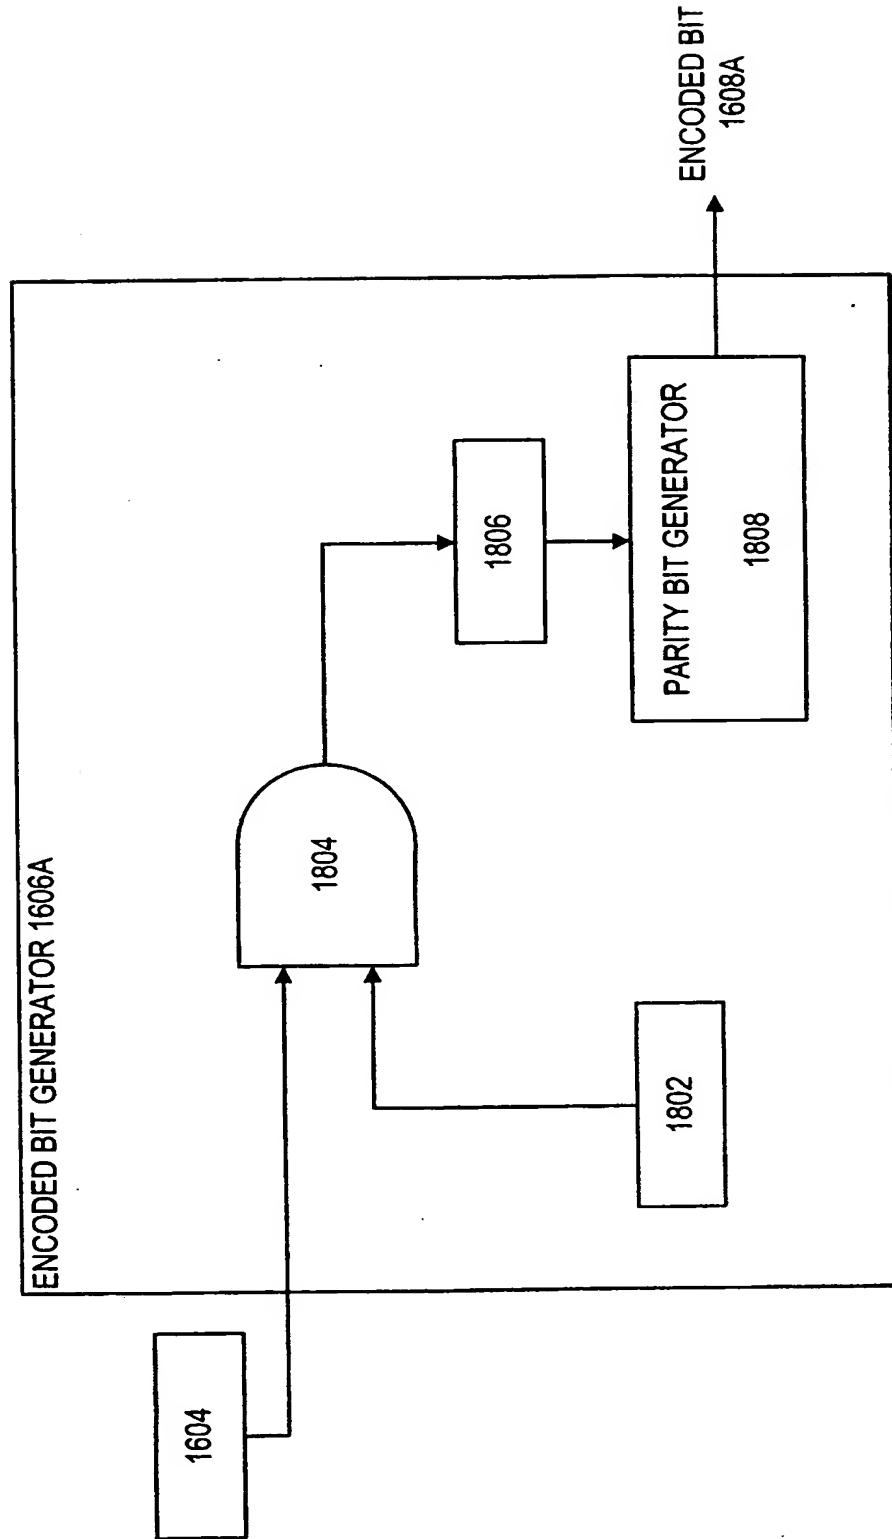 ENCODED BIT GENERATOR 1606A
1604
1802
1804
1806
PARITY BIT GENERATOR
1808
ENCODED BIT
1608A